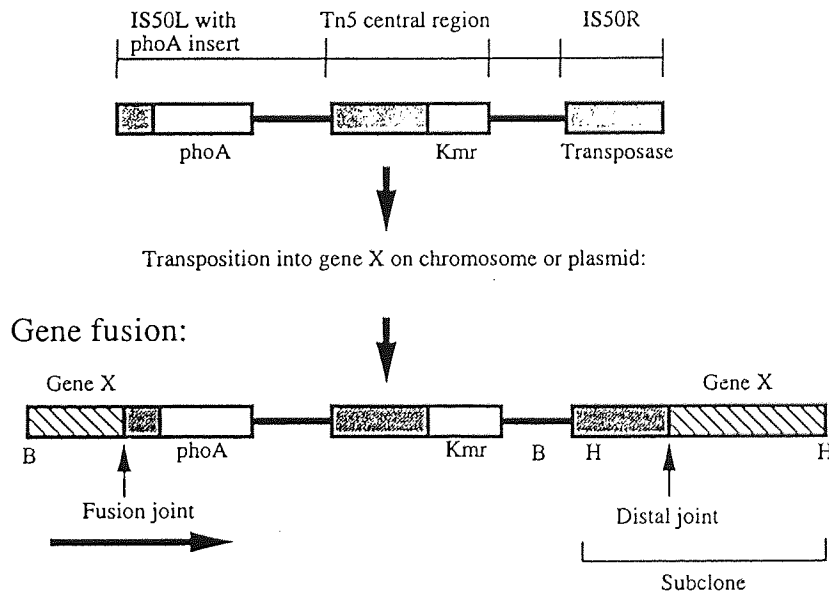 IS50L with
phoA insert
Tn5 central region
IS50R
phoA
Kmr
Transposase
Transposition into gene X on chromosome or plasmid:
Gene fusion:
Gene X
Gene X
B
phoA
Kmr
B
H
H
Fusion joint
Distal joint
Subclone